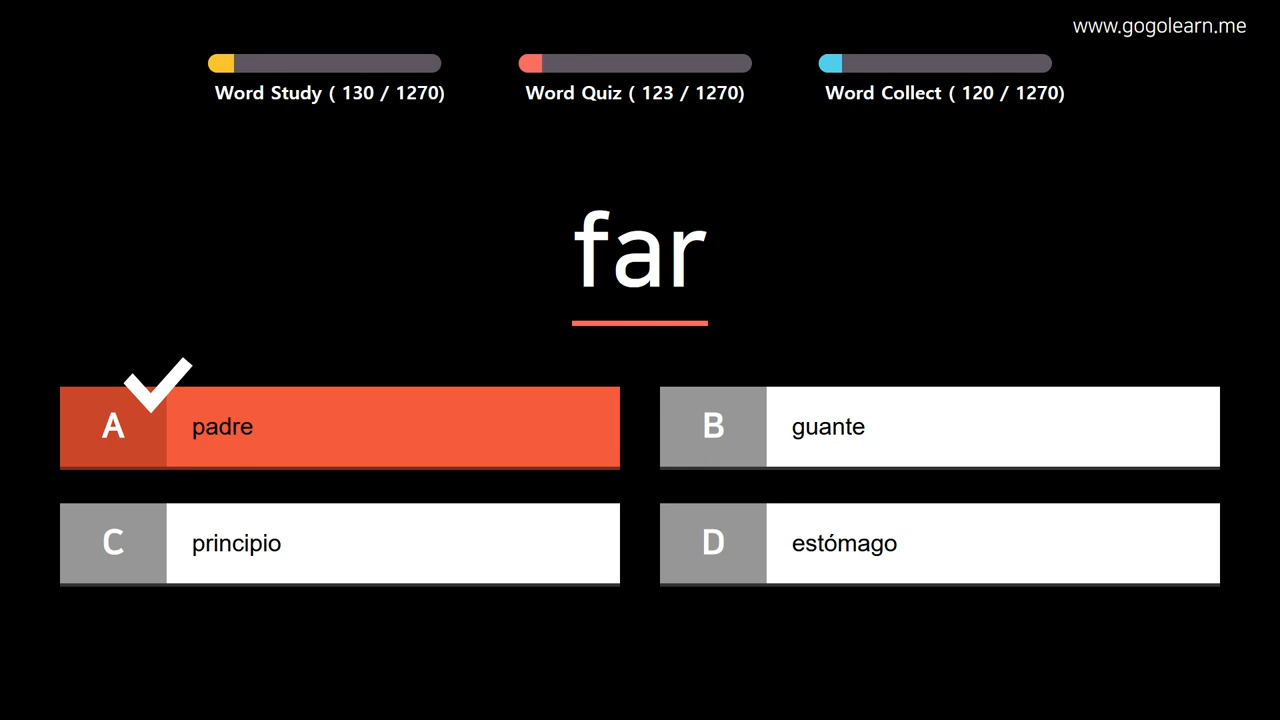 www.gogolearn.me
Word Study ( 130 / 1270)
Word Quiz ( 123 / 1270)
Word Collect ( 120 / 1270)
far
A padre
B guante
C principio
D estómago